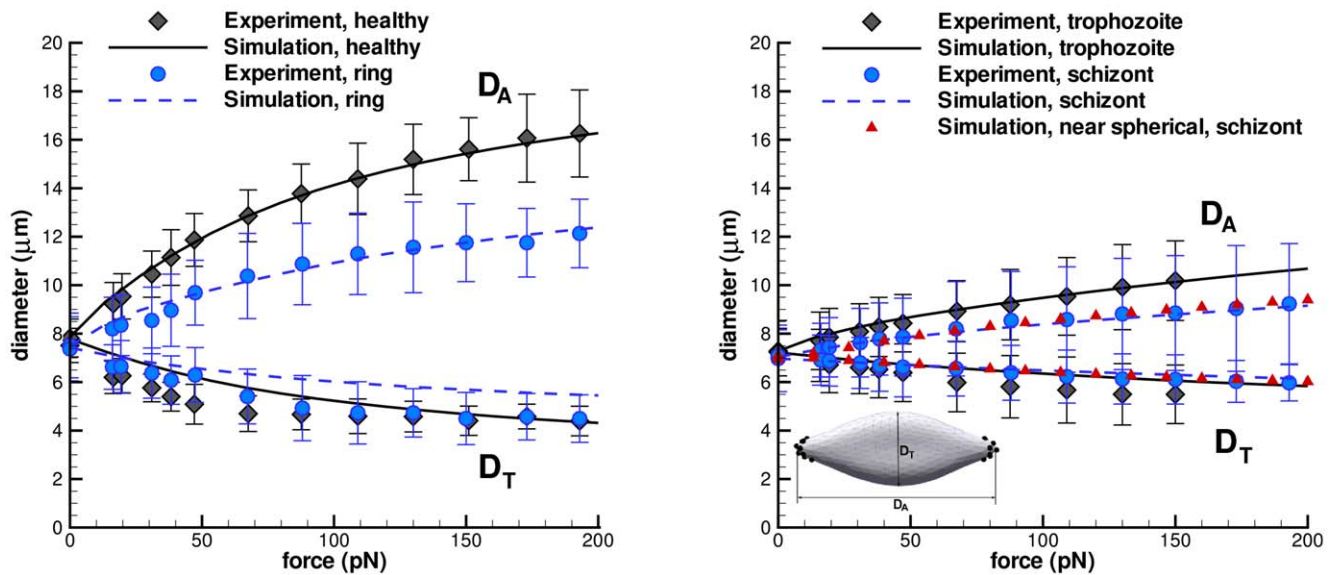 Experiment, healthy
Simulation, healthy
Experiment, ring
Simulation, ring
20
18
16
14
12
10
8
6
4
2
0
diameter (μm)
D_A
D_T
0
50
100
150
200
force (pN)
Experiment, trophozoite
Simulation, trophozoite
Experiment, schizont
Simulation, schizont
Simulation, near spherical, schizont
20
18
16
14
12
10
8
6
4
2
0
diameter (μm)
D_A
D_T
D_T
D_A
0
50
100
150
200
force (pN)